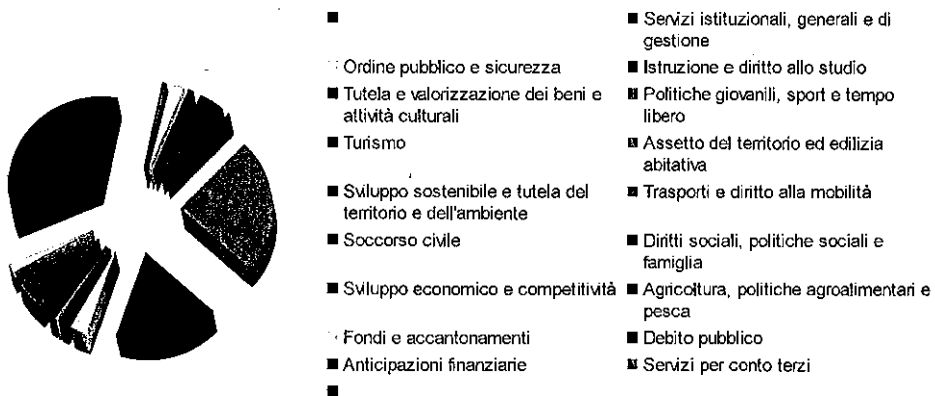 Servizi istituzionali, generali e di
gestione
Ordine pubblico e sicurezza
Istruzione e diritto allo studio
Tutela e valorizzazione dei beni e
attività culturali
Politiche giovanili, sport e tempo
libero
Turismo
Assetto del territorio ed edilizia
abitativa
Sviluppo sostenibile e tutela del
territorio e dell'ambiente
Trasporti e diritto alla mobilità
Soccorso civile
Diritti sociali, politiche sociali e
famiglia
Sviluppo economico e competitività
Agricoltura, politiche agroalimentari e
pesca
Fondi e accantonamenti
Debito pubblico
Anticipazioni finanziarie
Servizi per conto terzi